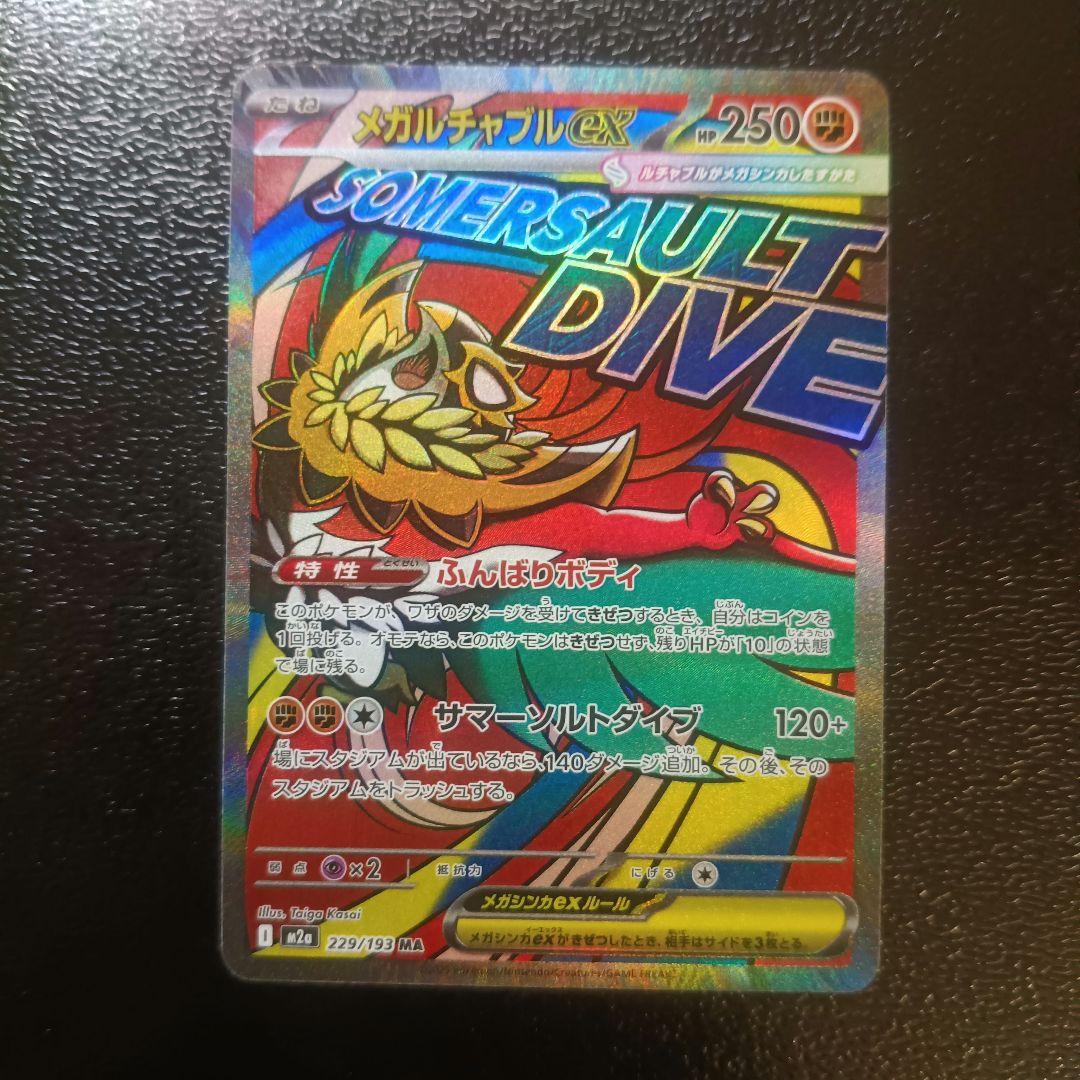 たね メガルチャブルex HP250
ルチャブルがメガシンカしたすがた
SOMERSAULT
DIVE
特性 とくせい ふんばりボディ
このポケモンが、ワザのダメージを受けてきぜつするとき、自分はコインを
1回投げる。オモテなら、このポケモンはきぜつせず、残りHPが「10」の状態
で場に残る。
サマーソルトダイブ 120+
場にスタジアムが出ているなら、140ダメージ追加。その後、その
スタジアムをトラッシュする。
弱点 ×2 抵抗力 にげる
Illus. Taiga Kasai
メガシンカexルール
I M2a 229/193 MA
メガシンカexがきぜつしたとき、相手はサイドを3枚とる。
Pokémon/Nintendo/Creatures/GAME FREAK